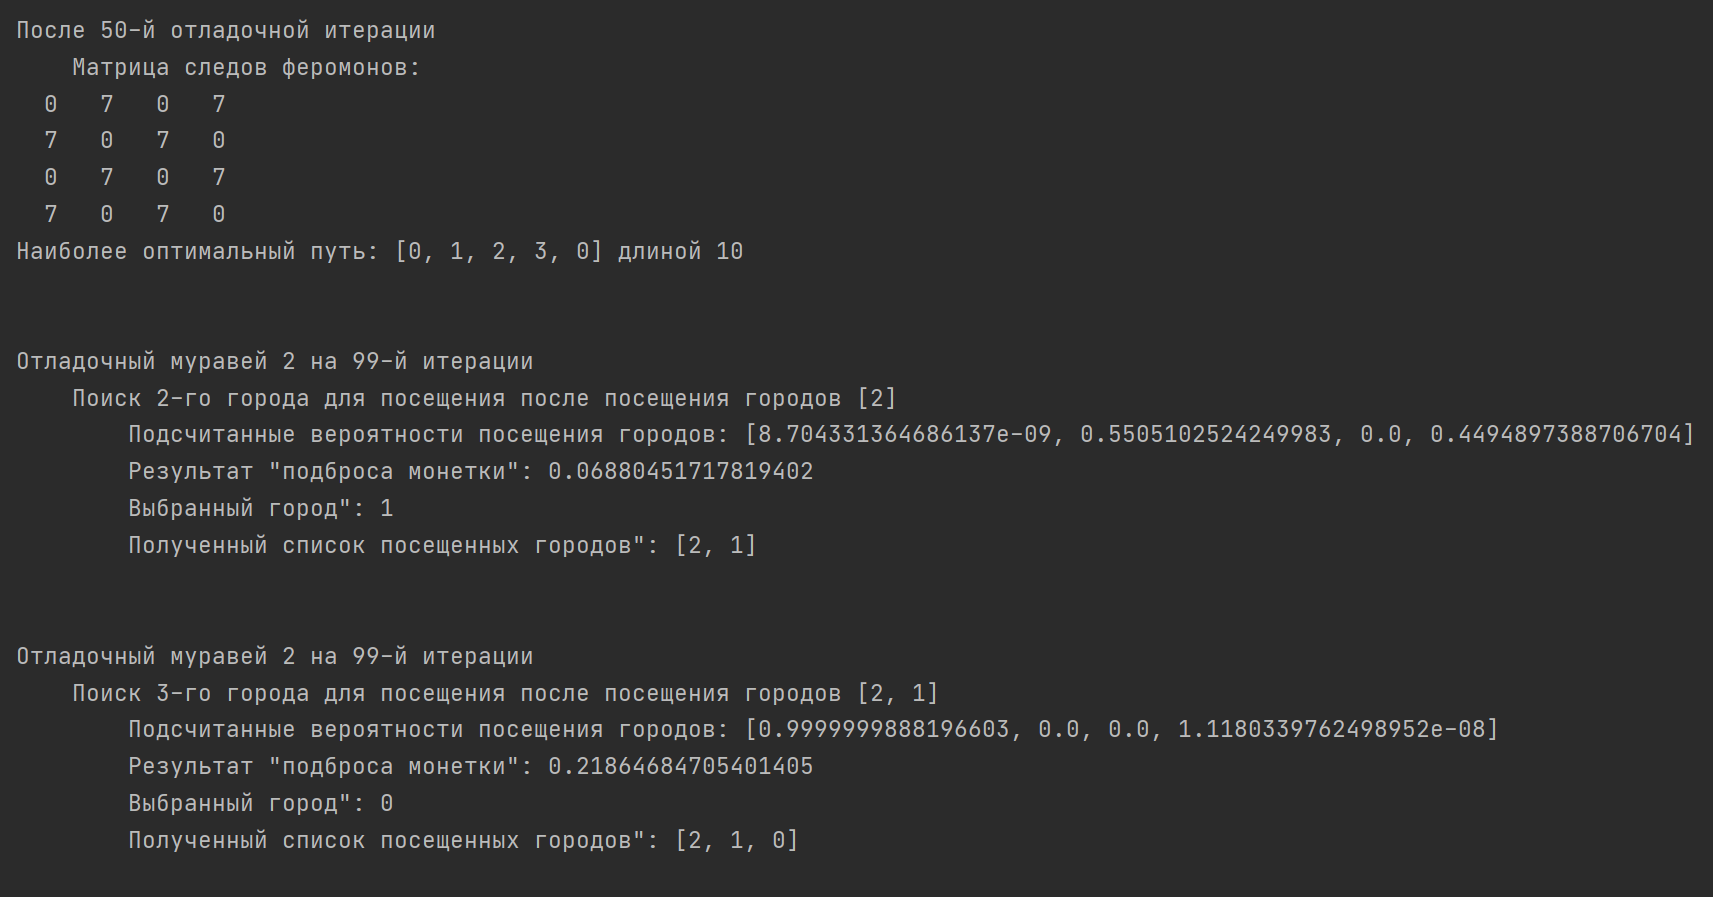 После 50-й отладочной итерации
    Матрица следов феромонов:
  0   7   0   7
  7   0   7   0
  0   7   0   7
  7   0   7   0
Наиболее оптимальный путь: [0, 1, 2, 3, 0] длиной 10
Отладочный муравей 2 на 99-й итерации
    Поиск 2-го города для посещения после посещения городов [2]
        Подсчитанные вероятности посещения городов: [8.704331364686137e-09, 0.5505102524249983, 0.0, 0.4494897388706704]
        Результат "подброса монетки": 0.06880451717819402
        Выбранный город": 1
        Полученный список посещенных городов": [2, 1]
Отладочный муравей 2 на 99-й итерации
    Поиск 3-го города для посещения после посещения городов [2, 1]
        Подсчитанные вероятности посещения городов: [0.9999999888196603, 0.0, 0.0, 1.1180339762498952e-08]
        Результат "подброса монетки": 0.21864684705401405
        Выбранный город": 0
        Полученный список посещенных городов": [2, 1, 0]